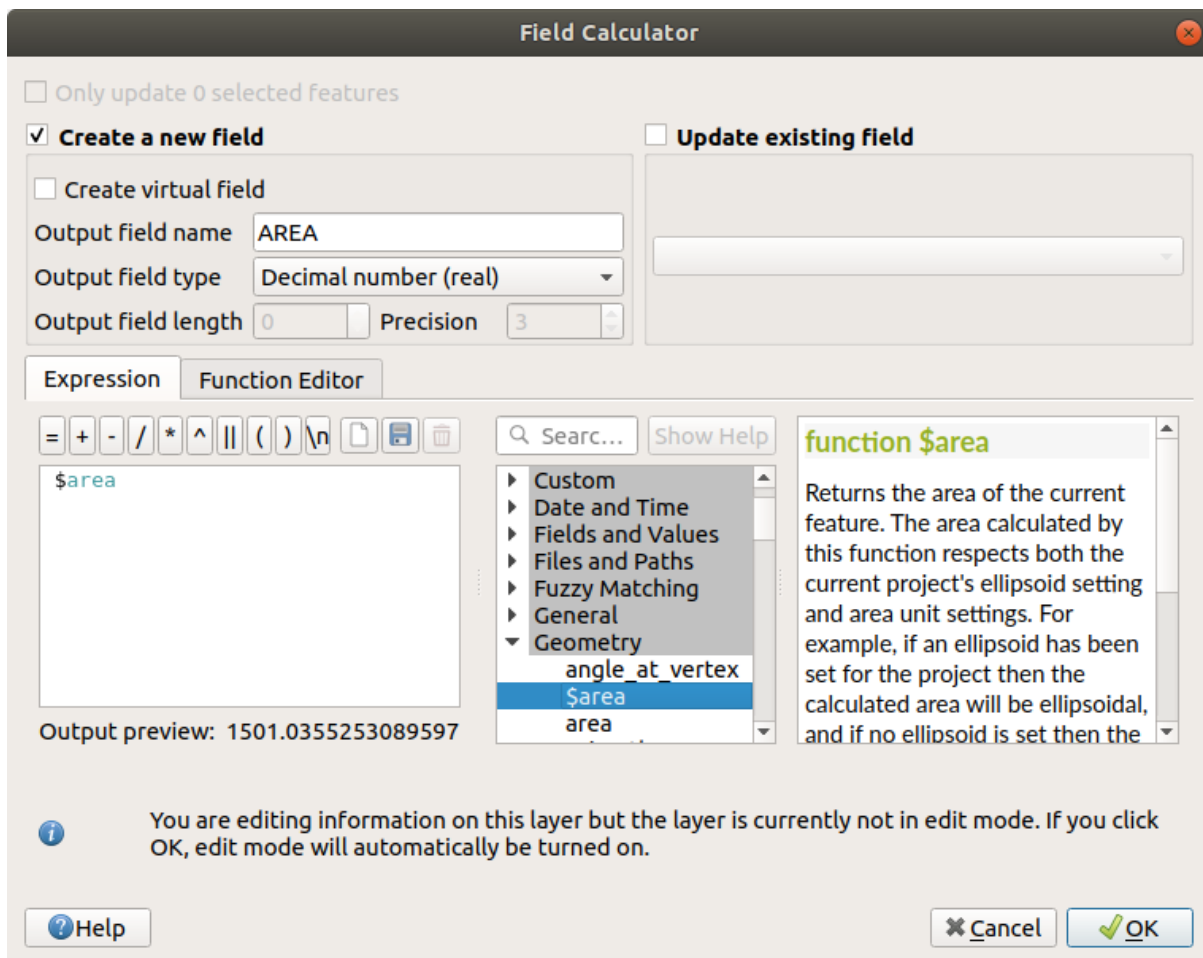 Field Calculator
Only update 0 selected features
Create a new field
Update existing field
Create virtual field
Output field name AREA
Output field type Decimal number (real)
Output field length 0 Precision 3
Expression Function Editor
= + - / * ^ || ( ) \n
Searc... Show Help
$area
Output preview: 1501.0355253089597
Custom
Date and Time
Fields and Values
Files and Paths
Fuzzy Matching
General
Geometry
angle_at_vertex
$area
area
function $area
Returns the area of the current
feature. The area calculated by
this function respects both the
current project's ellipsoid setting
and area unit settings. For
example, if an ellipsoid has been
set for the project then the
calculated area will be ellipsoidal,
and if no ellipsoid is set then the
You are editing information on this layer but the layer is currently not in edit mode. If you click
OK, edit mode will automatically be turned on.
Help
Cancel
OK